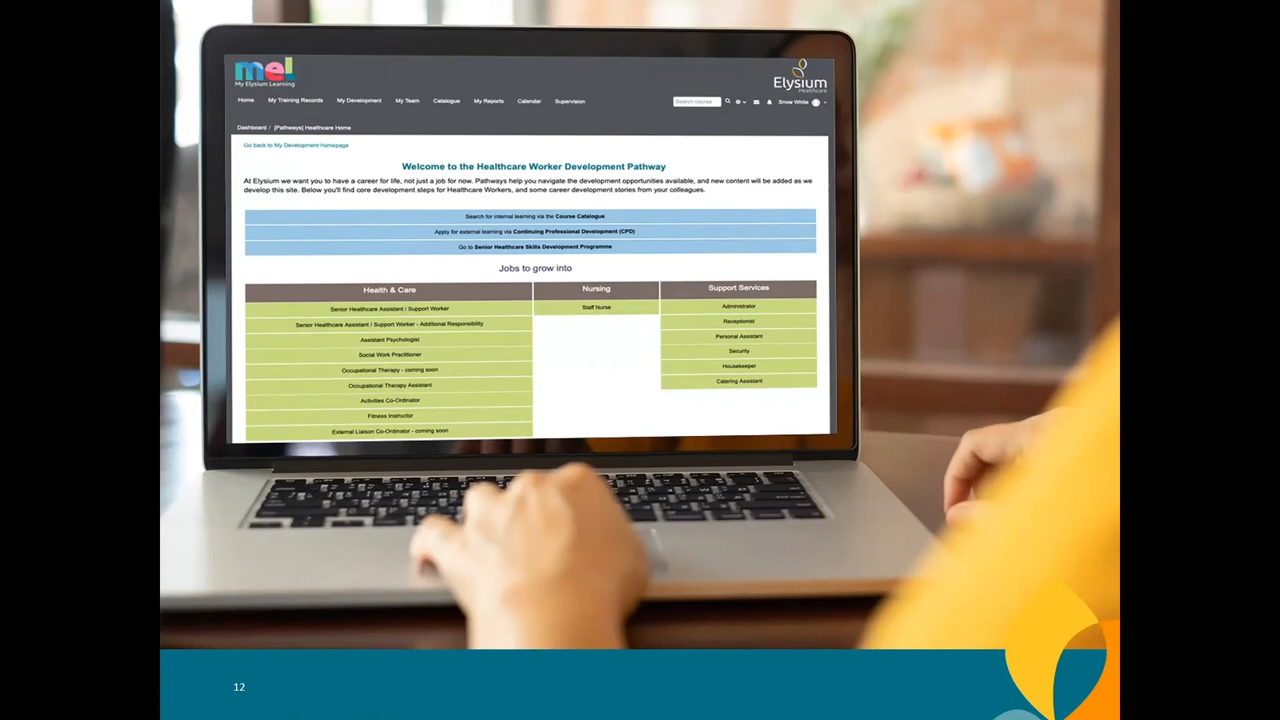 me!
My Elysium Learning
Elysium
Healthcare
Home My Training Records My Development My Team Catalogue My Reports Calendar Supervision
Search course
Snow White
Dashboard / [Pathways] Healthcare Home
Go back to My Development homepage
Welcome to the Healthcare Worker Development Pathway
At Elysium we want you to have a career for life, not just a job for now. Pathways help you navigate the development opportunities available, and new content will be added as we
develop this site. Below you'll find core development steps for Healthcare Workers, and some career development stories from your colleagues.
Search for internal learning via the Course Catalogue
Apply for external learning via Continuing Professional Development (CPD)
Go to Senior Healthcare Skills Development Programme
Jobs to grow into
Health & Care
Senior Healthcare Assistant / Support Worker
Senior Healthcare Assistant / Support Worker - Additional Responsibility
Assistant Psychologist
Social Work Practitioner
Occupational Therapy - coming soon
Occupational Therapy Assistant
Activities Co-Ordinator
Fitness Instructor
External Liaison Co-Ordinator - coming soon
Nursing
Staff Nurse
Support Services
Administrator
Receptionist
Personal Assistant
Security
Housekeeper
Catering Assistant
12